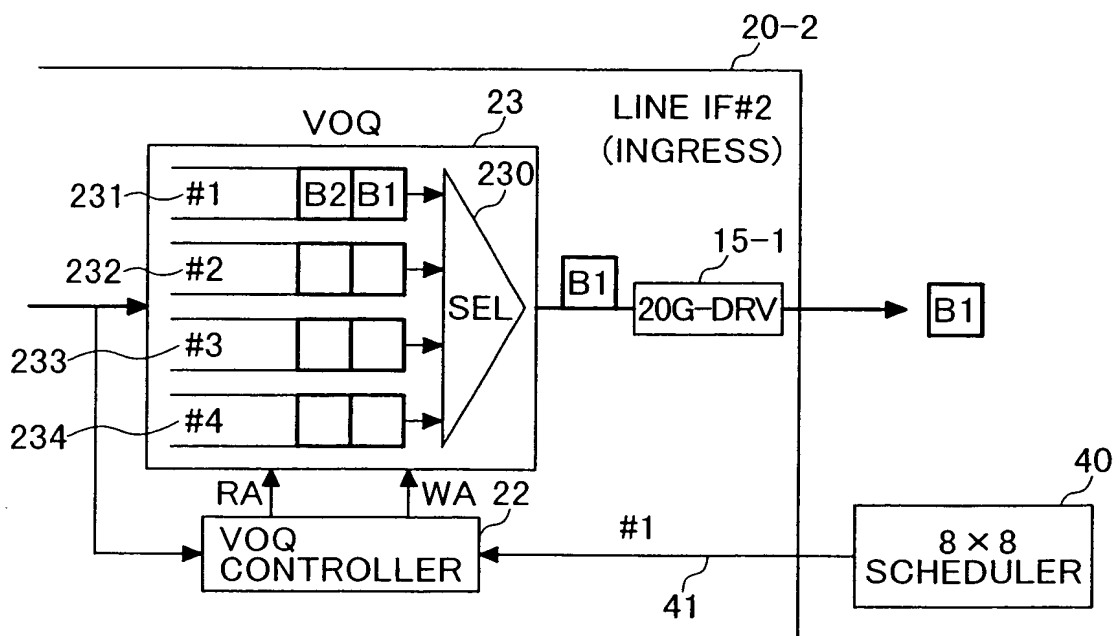 20-2
LINE IF#2
(INGRESS)
VOQ
23
230
231
#1
B2 B1
232
#2
233
#3
234
#4
SEL
B1
15-1
20G-DRV
B1
RA
WA
22
VOQ
CONTROLLER
#1
41
40
8×8
SCHEDULER